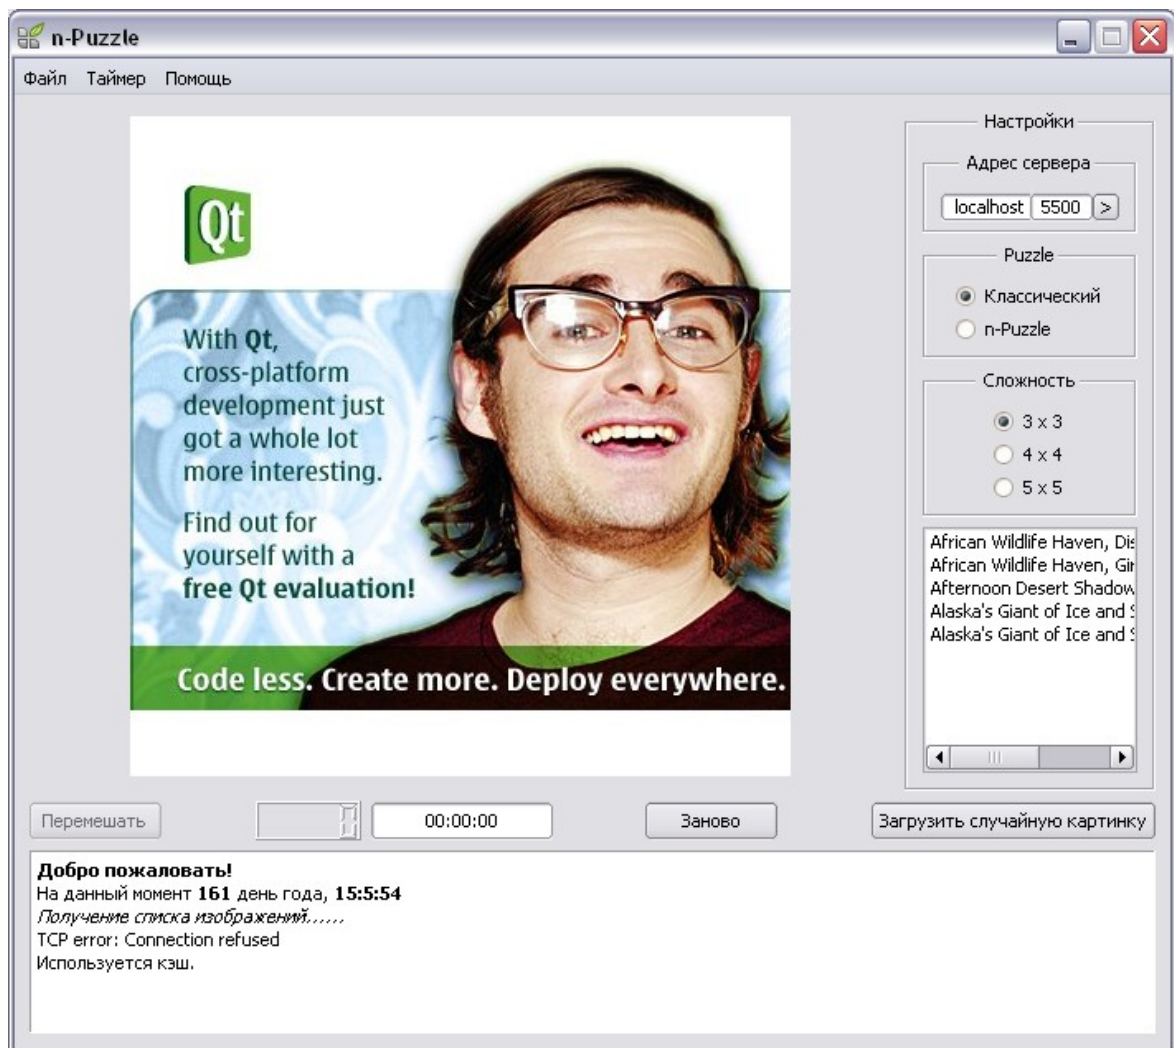 n-Puzzle
Файл Таймер Помощь
Qt
With Qt,
cross-platform
development just
got a whole lot
more interesting.
Find out for
yourself with a
free Qt evaluation!
Code less. Create more. Deploy everywhere.
Настройки
Адрес сервера
localhost 5500 >
Puzzle
Классический
n-Puzzle
Сложность
3 x 3
4 x 4
5 x 5
African Wildlife Haven,
African Wildlife Haven,
Afternoon Desert Shadow
Alaska's Giant of Ice and
Alaska's Giant of Ice and
Перемешать 0 00:00:00 Заново Загрузить случайную картинку
Добро пожаловать!
На данный момент 161 день года, 15:5:54
Получение списка изображений......
TCP error: Connection refused
Используется кэш.